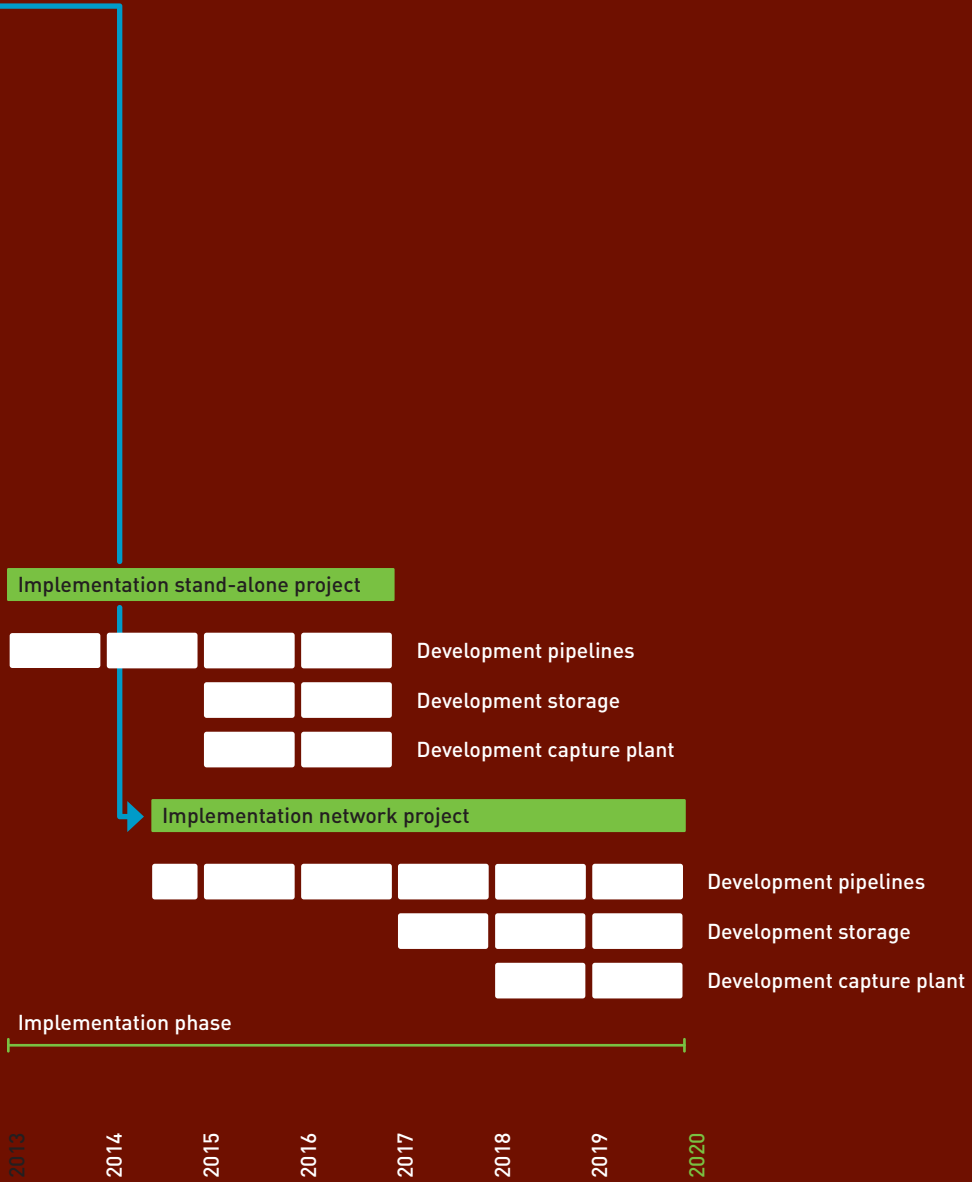 Implementation stand-alone project
Development pipelines
Development storage
Development capture plant
Implementation network project
Development pipelines
Development storage
Development capture plant
Implementation phase
2013
2014
2015
2016
2017
2018
2019
2020